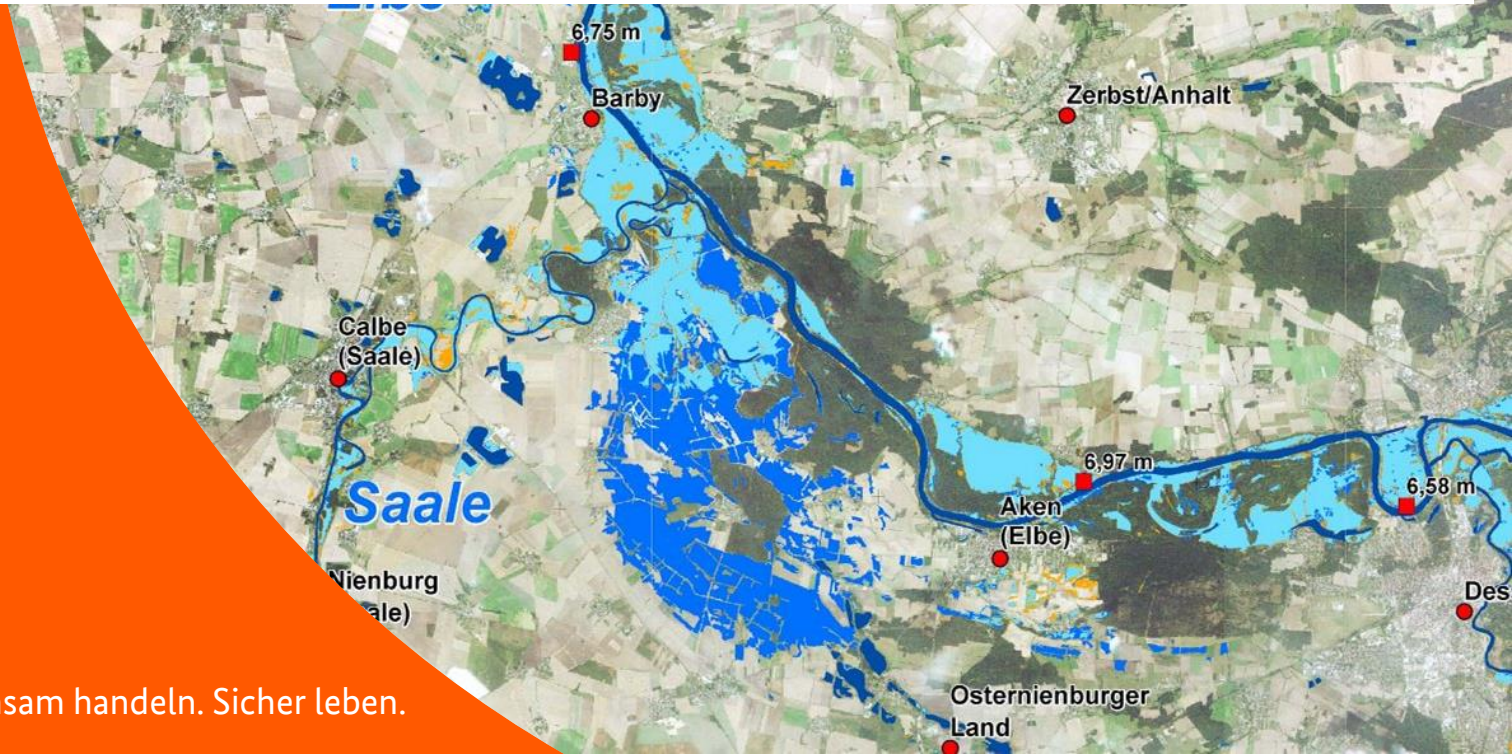 6,75 m
Barby
Zerbst/Anhalt
Calbe
(Saale)
6,97 m
6,58 m
Saale
Aken
(Elbe)
Nienburg
Des
Osternienburger
Land
sam handeln. Sicher leben.